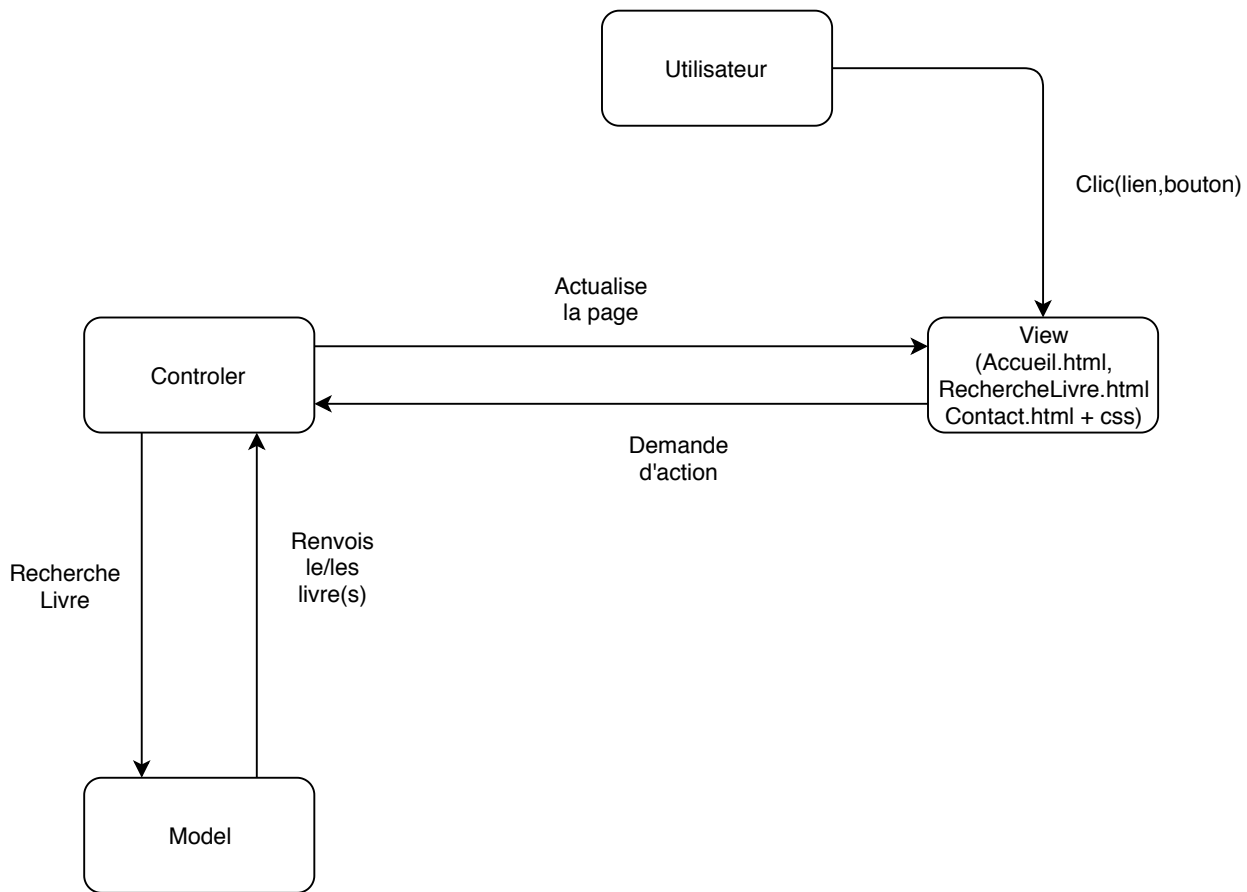 Utilisateur
Clic(lien,bouton)
Actualise
la page
Controler
View
(Accueil.html,
RechercheLivre.html
Contact.html + css)
Demande
d'action
Recherche
Livre
Renvois
le/les
livre(s)
Model